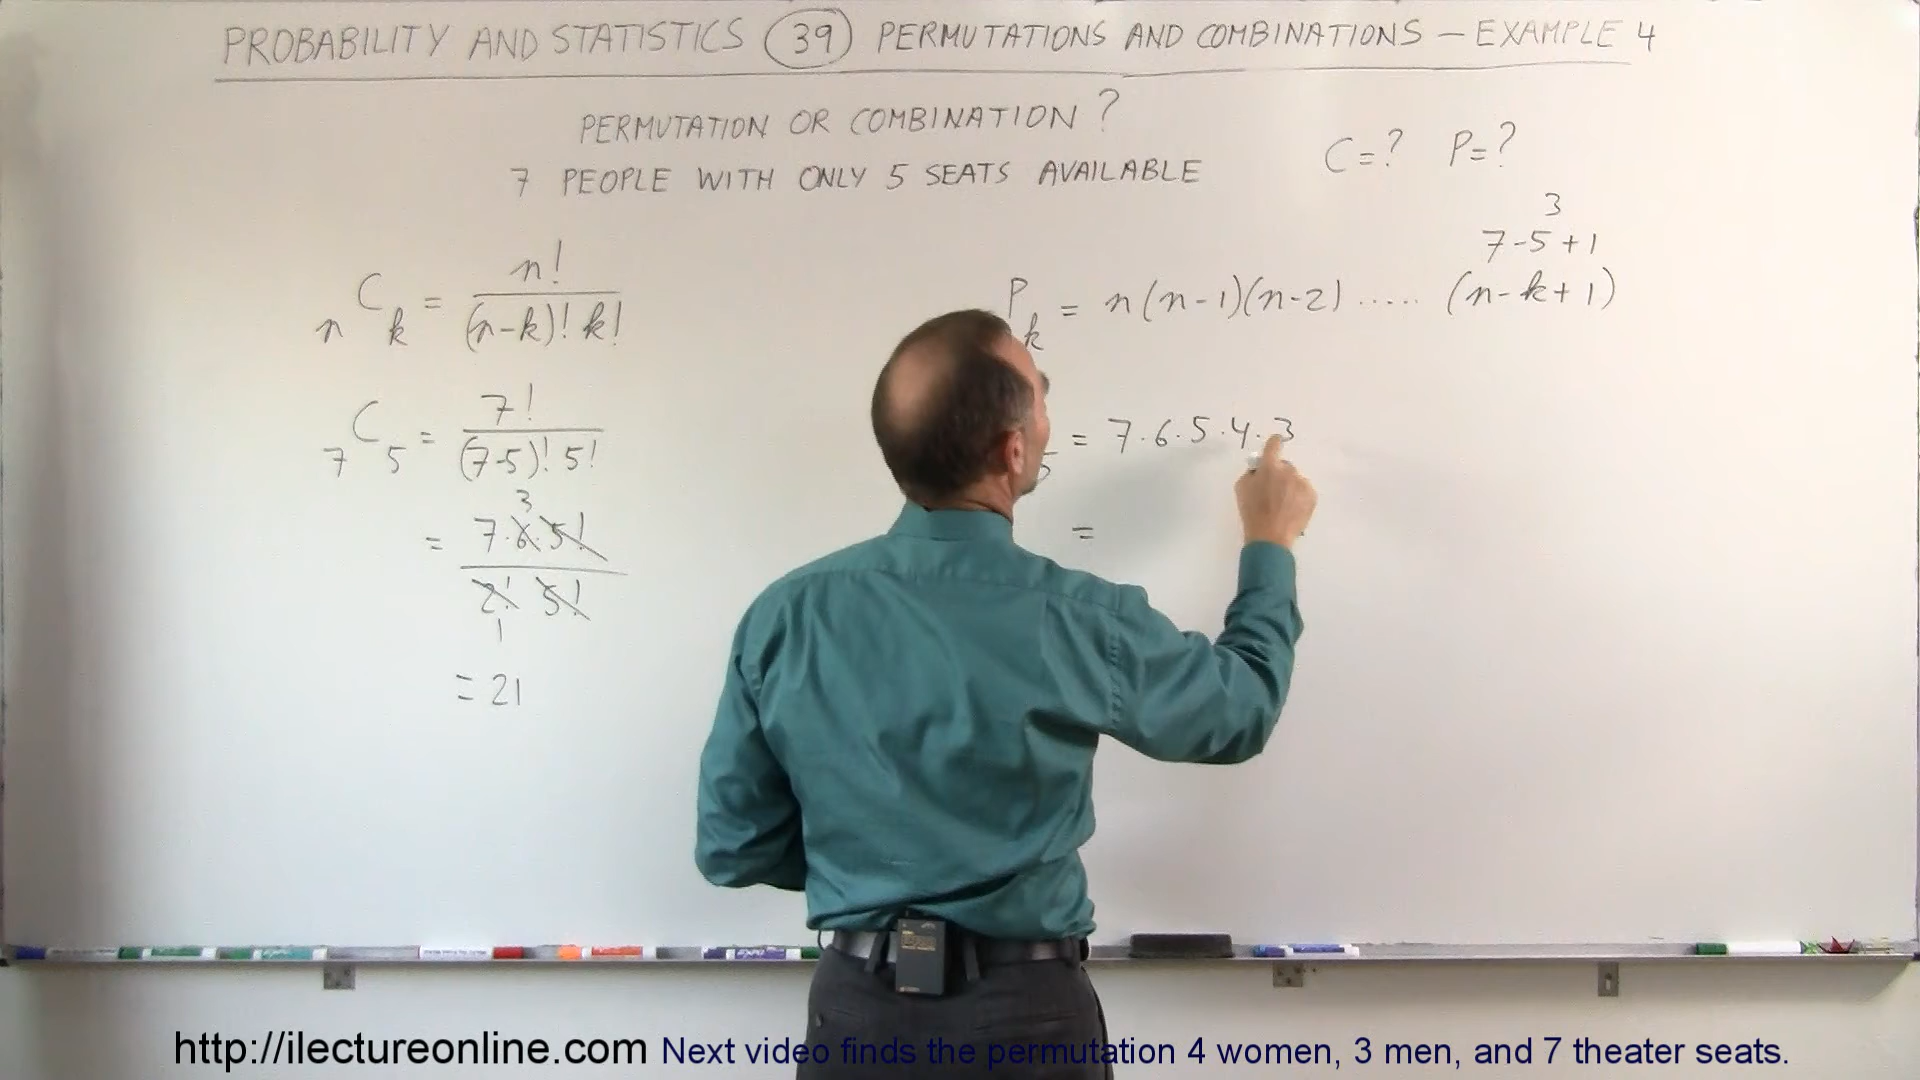 PROBABILITY AND STATISTICS 39 PERMUTATIONS AND COMBINATIONS – EXAMPLE 4
PERMUTATION OR COMBINATION?
7 PEOPLE WITH ONLY 5 SEATS AVAILABLE
C=? P=?
nCk = n! / (n-k)! k!
7C5 = 7! / (7-5)! 5!
3
= 7·6·5! / 2! 5!
1
= 21
3
7-5+1
Pk = n(n-1)(n-2) ..... (n-k+1)
5 = 7·6·5·4·3
=
http://ilectureonline.com Next video finds the permutation 4 women, 3 men, and 7 theater seats.